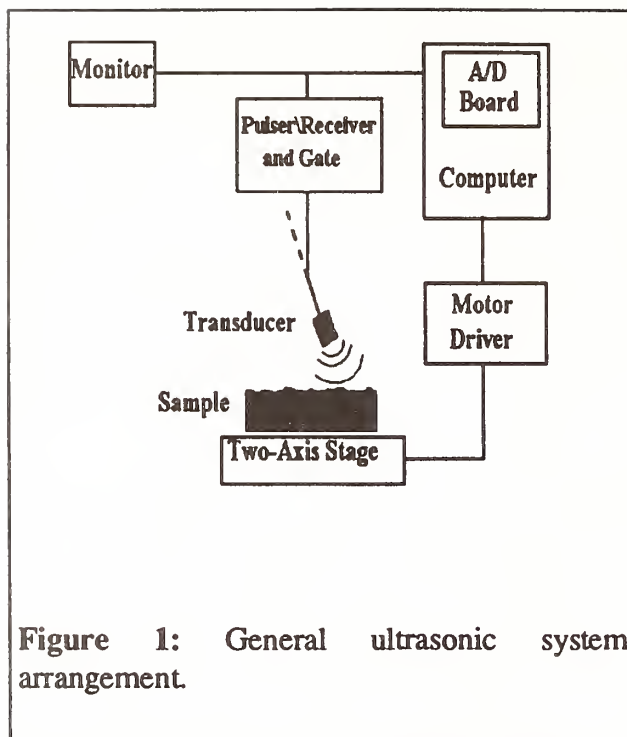 Monitor
A/D
Board
Pulser\Receiver
and Gate
Computer
Transducer
Motor
Driver
Sample
Two-Axis Stage
Figure 1: General ultrasonic system
arrangement.